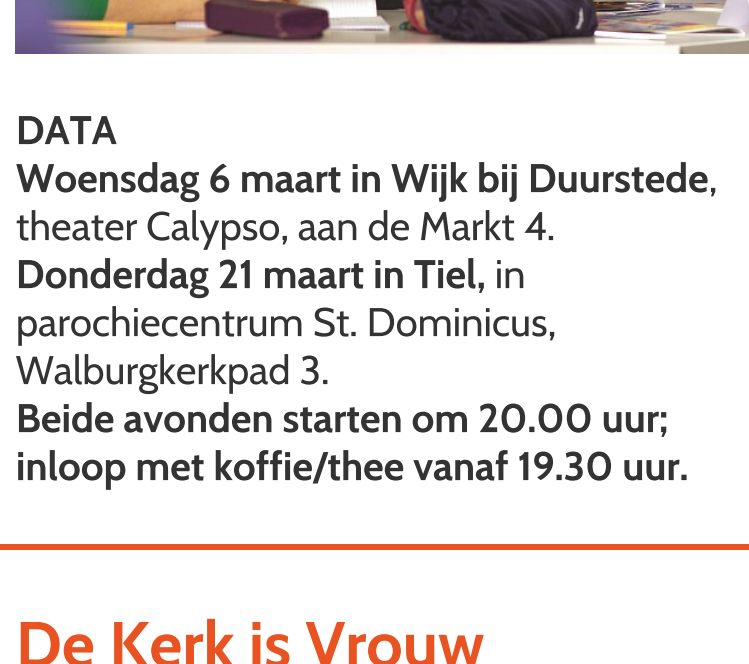 DATA
Woensdag 6 maart in Wijk bij Duurstede,
theater Calypso, aan de Markt 4.
Donderdag 21 maart in Tiel, in
parochiecentrum St. Dominicus,
Walburgkerkpad 3.
Beide avonden starten om 20.00 uur;
inloop met koffie/thee vanaf 19.30 uur.
De Kerk is Vrouw